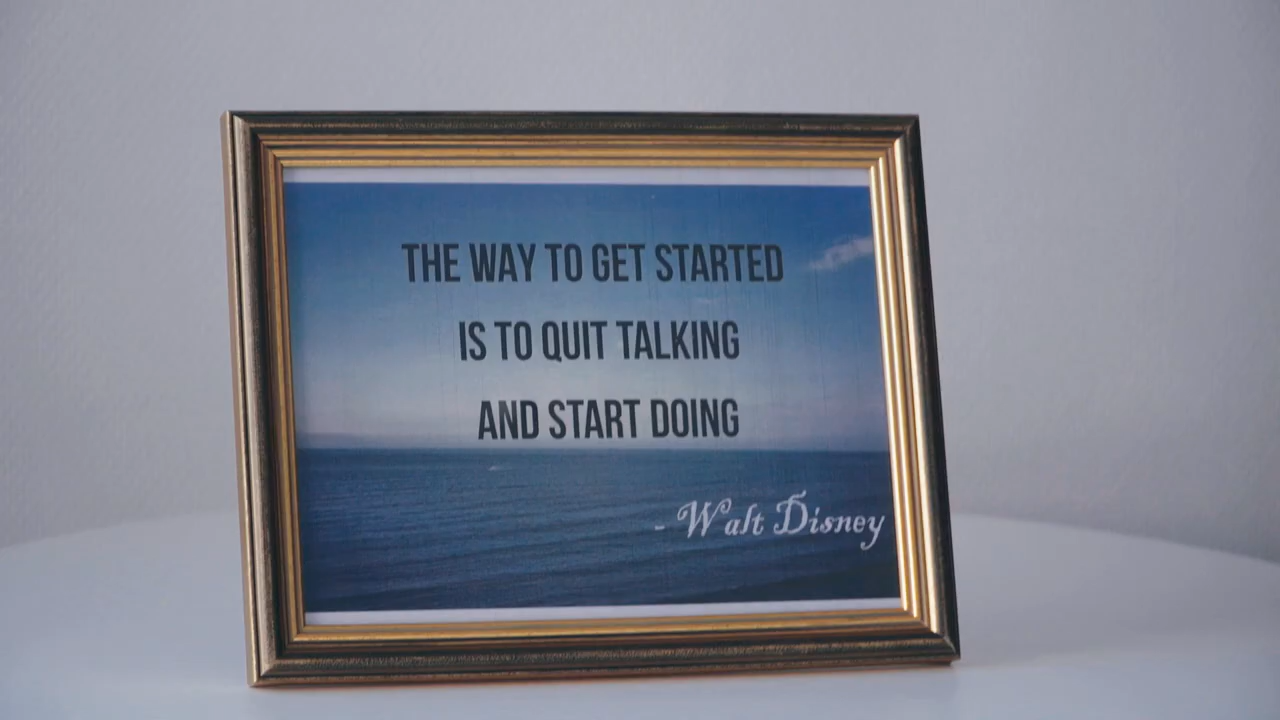 THE WAY TO GET STARTED
IS TO QUIT TALKING
AND START DOING
- Walt Disney